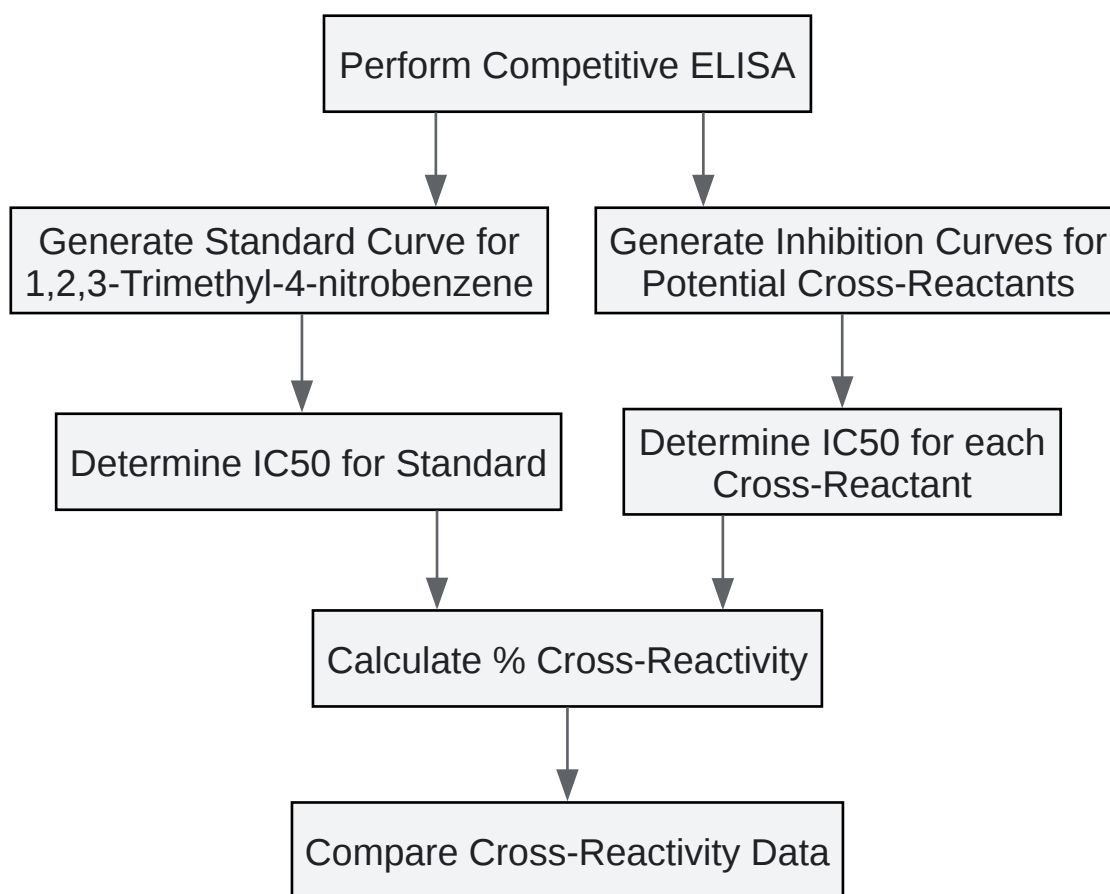 Perform Competitive ELISA
Generate Standard Curve for
1,2,3-Trimethyl-4-nitrobenzene
Generate Inhibition Curves for
Potential Cross-Reactants
Determine IC50 for Standard
Determine IC50 for each
Cross-Reactant
Calculate % Cross-Reactivity
Compare Cross-Reactivity Data